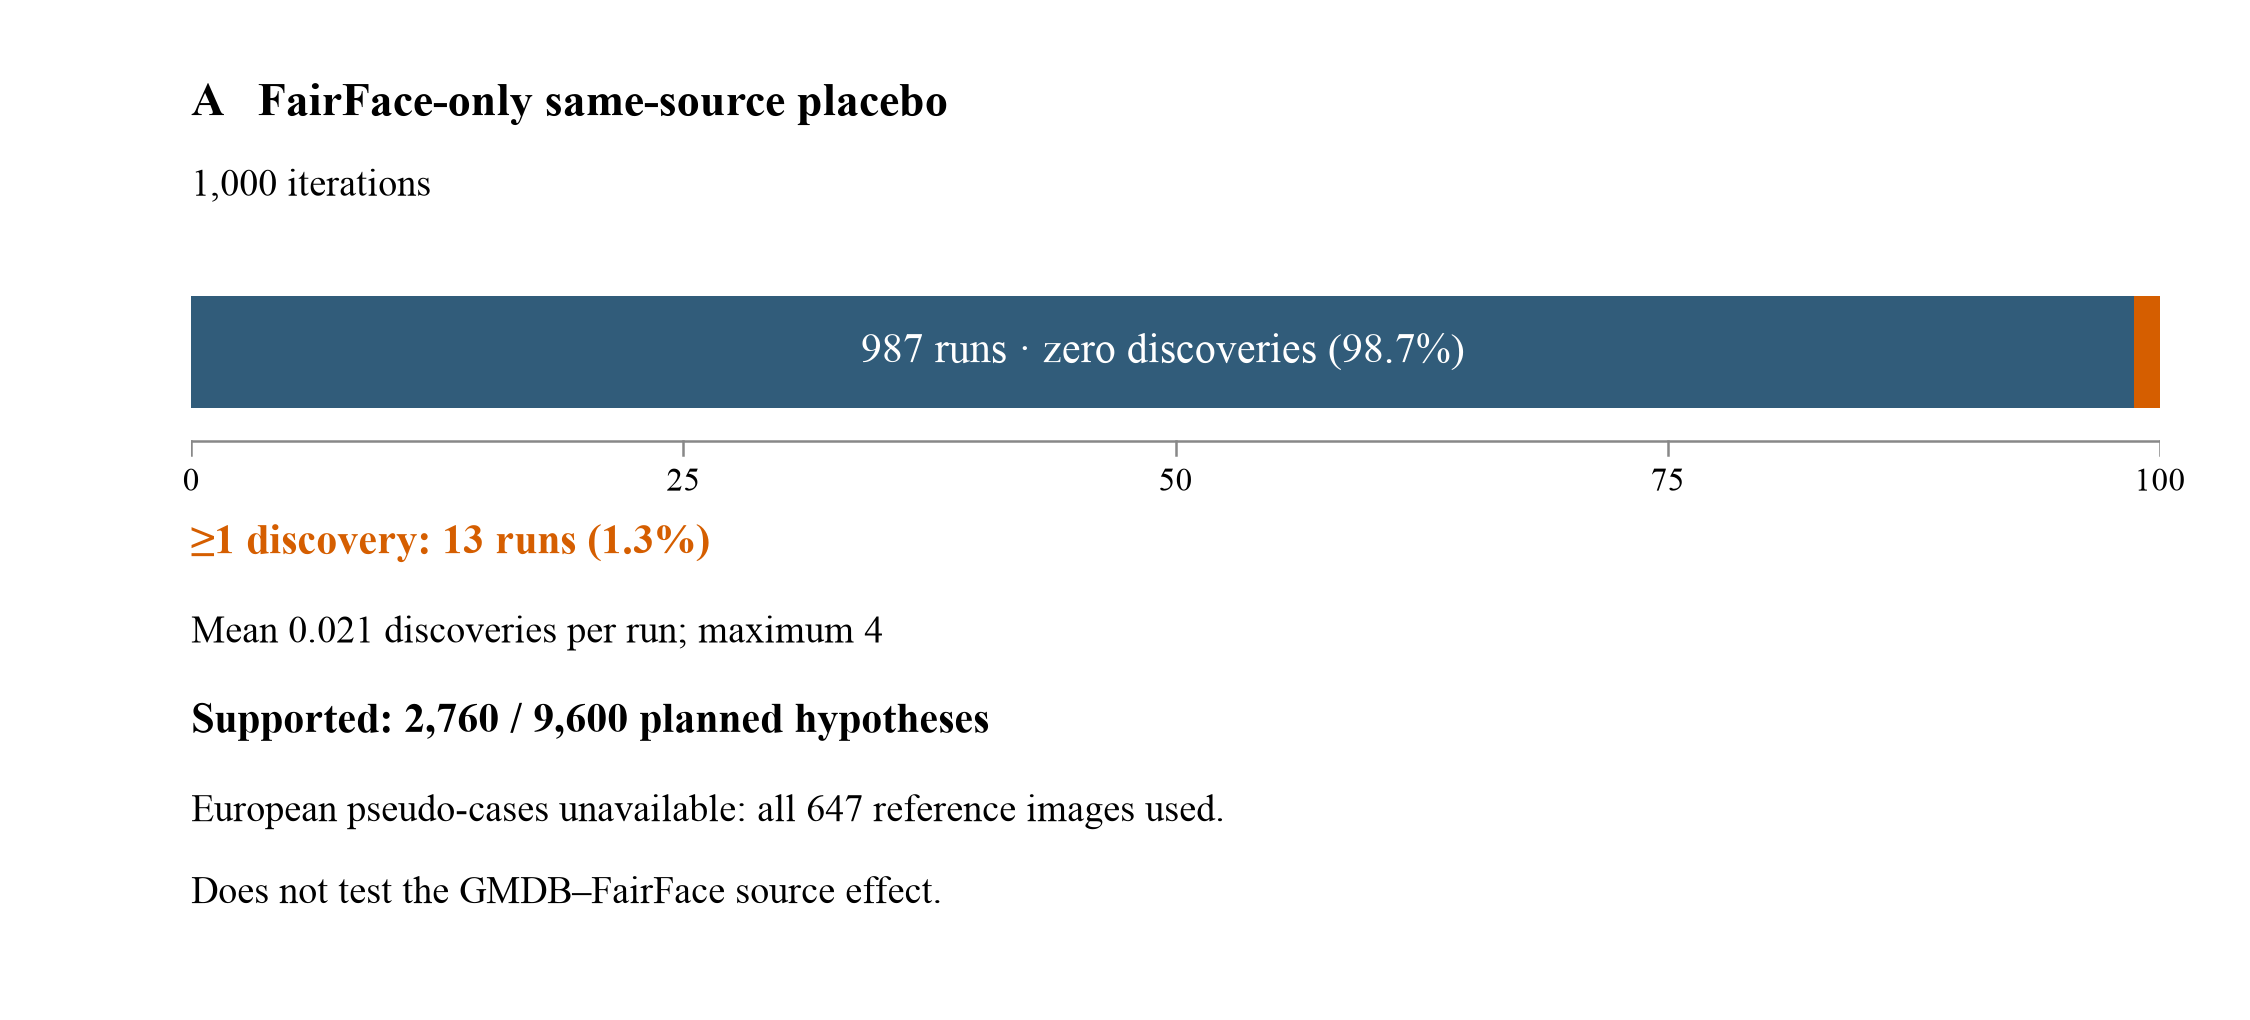 A FairFace-only same-source placebo
1,000 iterations
987 runs · zero discoveries (98.7%)
0 25 50 75 100
≥1 discovery: 13 runs (1.3%)
Mean 0.021 discoveries per run; maximum 4
Supported: 2,760 / 9,600 planned hypotheses
European pseudo-cases unavailable: all 647 reference images used.
Does not test the GMDB–FairFace source effect.